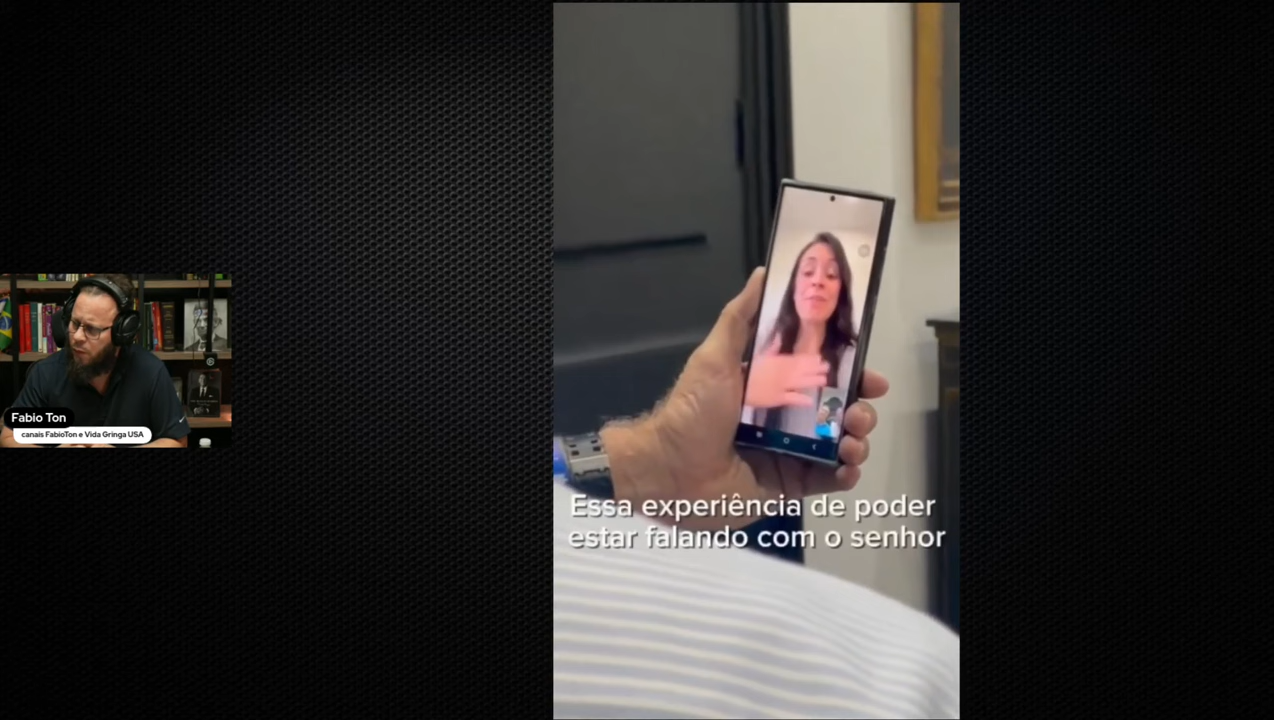 Fabio Ton
canais FabioTon e Vida Gringa USA
Essa experiência de poder
estar falando com o senhor